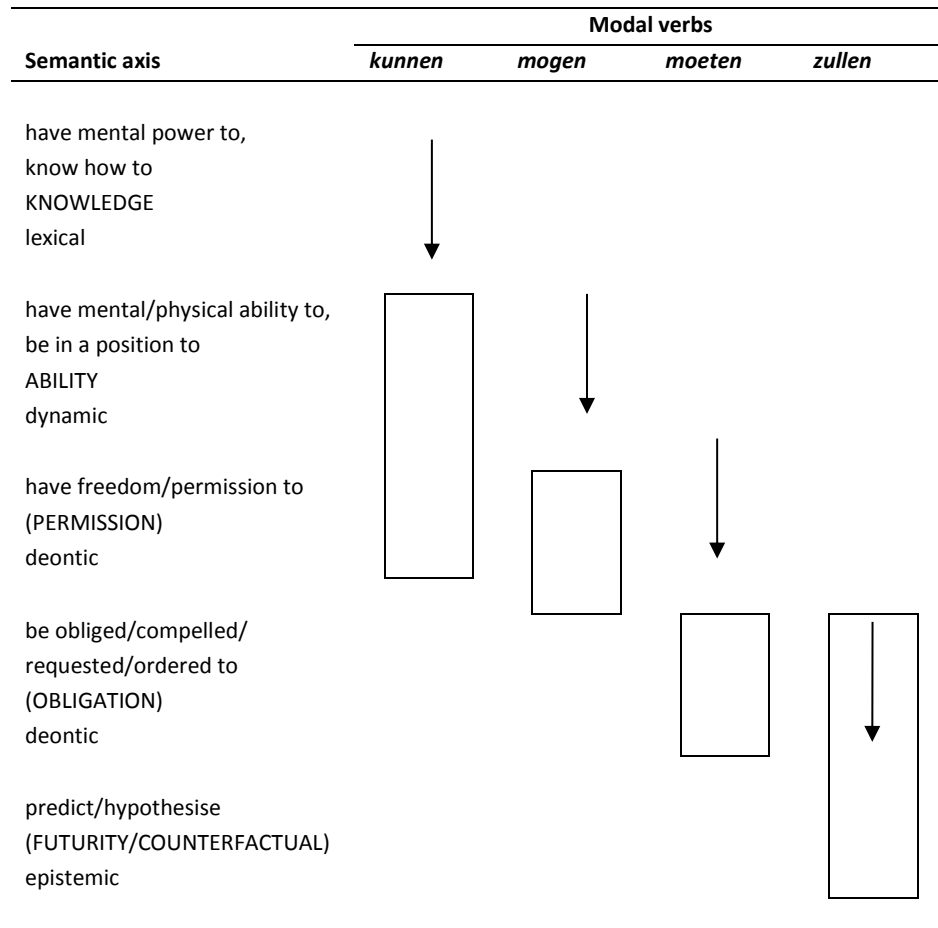 Modal verbs
Semantic axis kunnen mogen moeten zullen
have mental power to,
know how to
KNOWLEDGE
lexical
have mental/physical ability to,
be in a position to
ABILITY
dynamic
have freedom/permission to
(PERMISSION)
deontic
be obliged/compelled/
requested/ordered to
(OBLIGATION)
deontic
predict/hypothesise
(FUTURITY/COUNTERFACTUAL)
epistemic